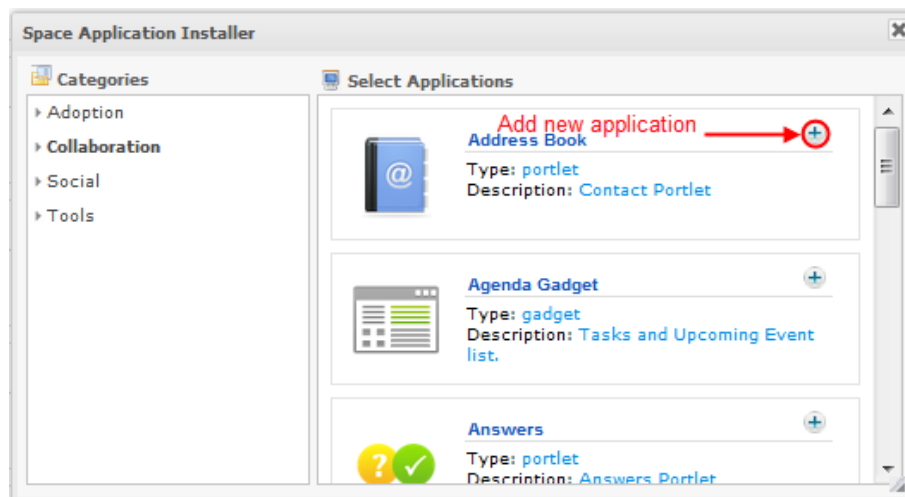 Space Application Installer
Categories
Select Applications
Adoption
Collaboration
Social
Tools
Add new application
Address Book
Type: portlet
Description: Contact Portlet
Agenda Gadget
Type: gadget
Description: Tasks and Upcoming Event
list.
Answers
Type: portlet
Description: Answers Portlet